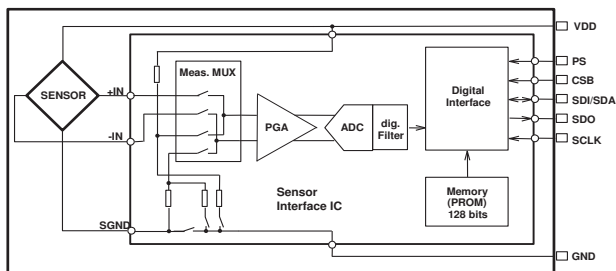 VDD
Meas. MUX
SENSOR
+IN
-IN
PGA
ADC
dig.
Filter
Digital
Interface
PS
CSB
SDI/SDA
SDO
SCLK
Memory
(PROM)
128 bits
Sensor
Interface IC
SGND
GND